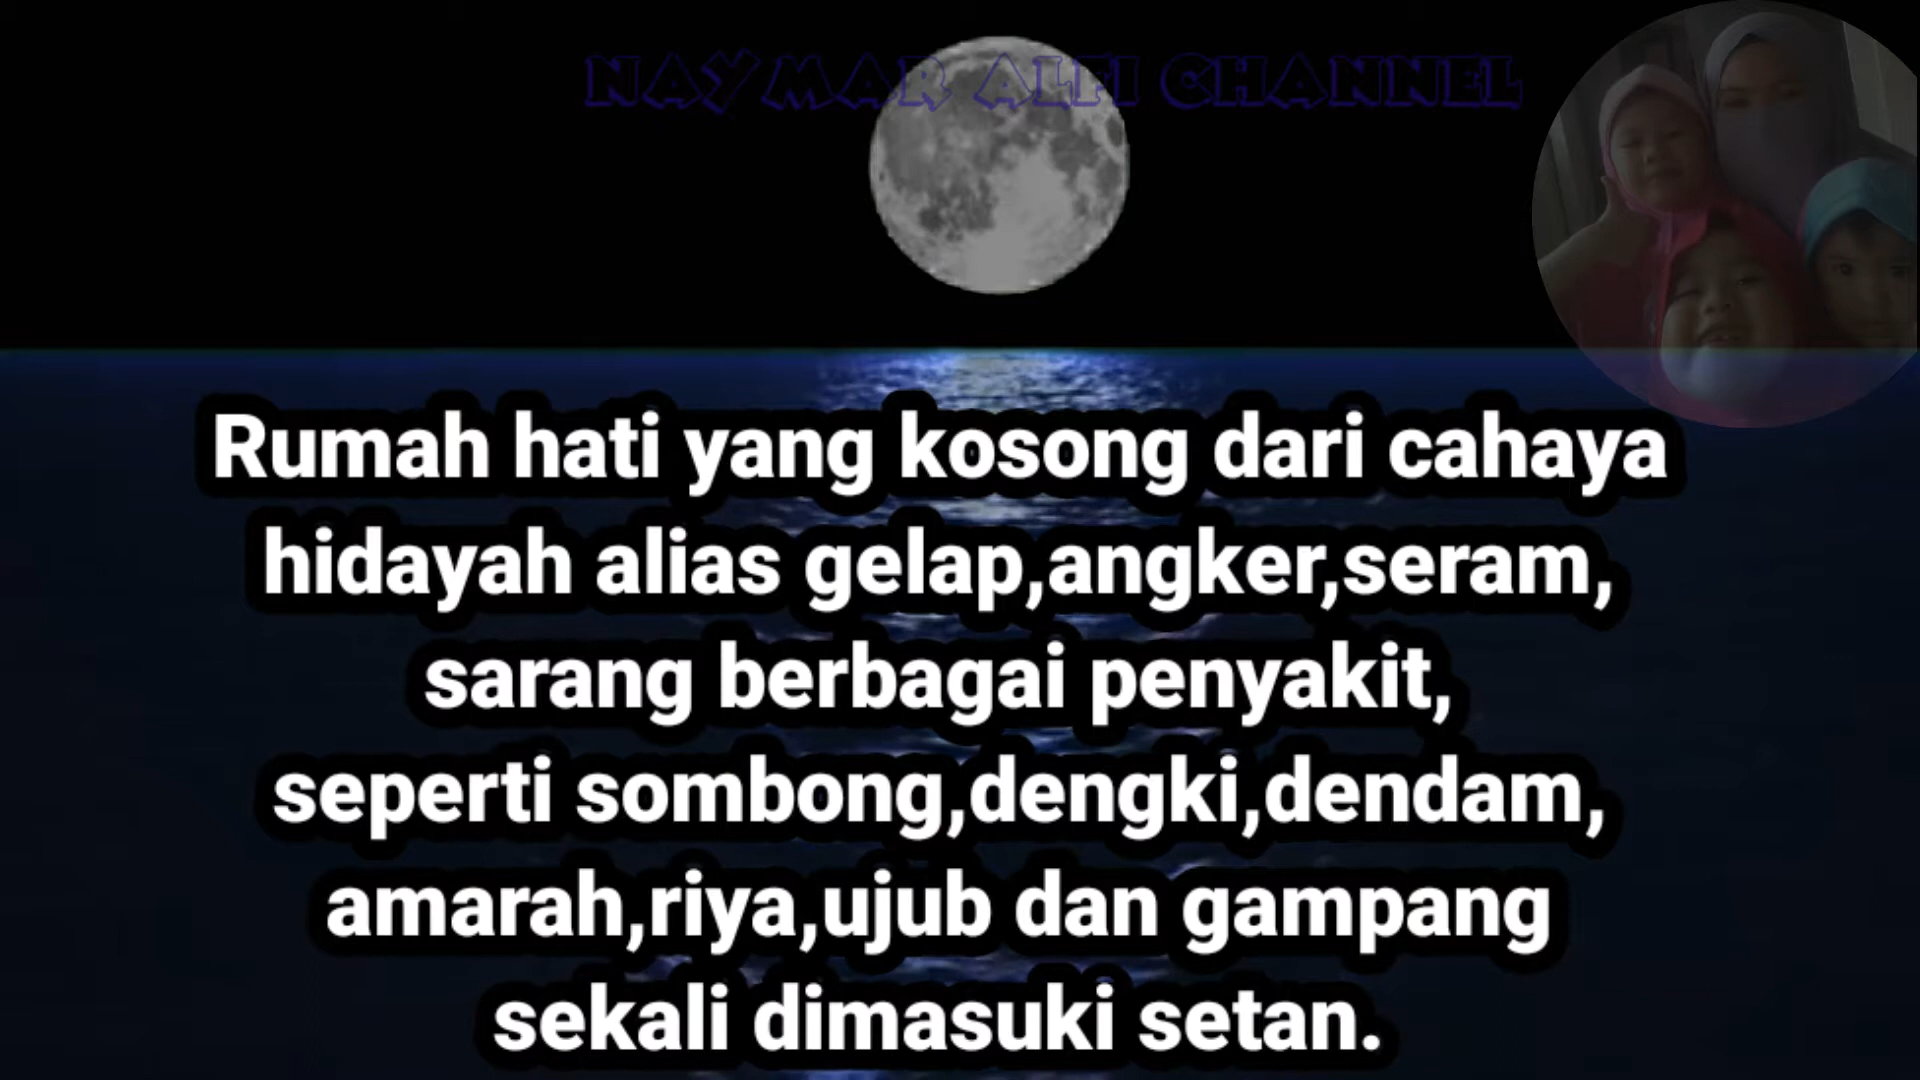 NAYMAR ALFI CHANNEL
Rumah hati yang kosong dari cahaya
hidayah alias gelap,angker,seram,
sarang berbagai penyakit,
seperti sombong,dengki,dendam,
amarah,riya,ujub dan gampang
sekali dimasuki setan.